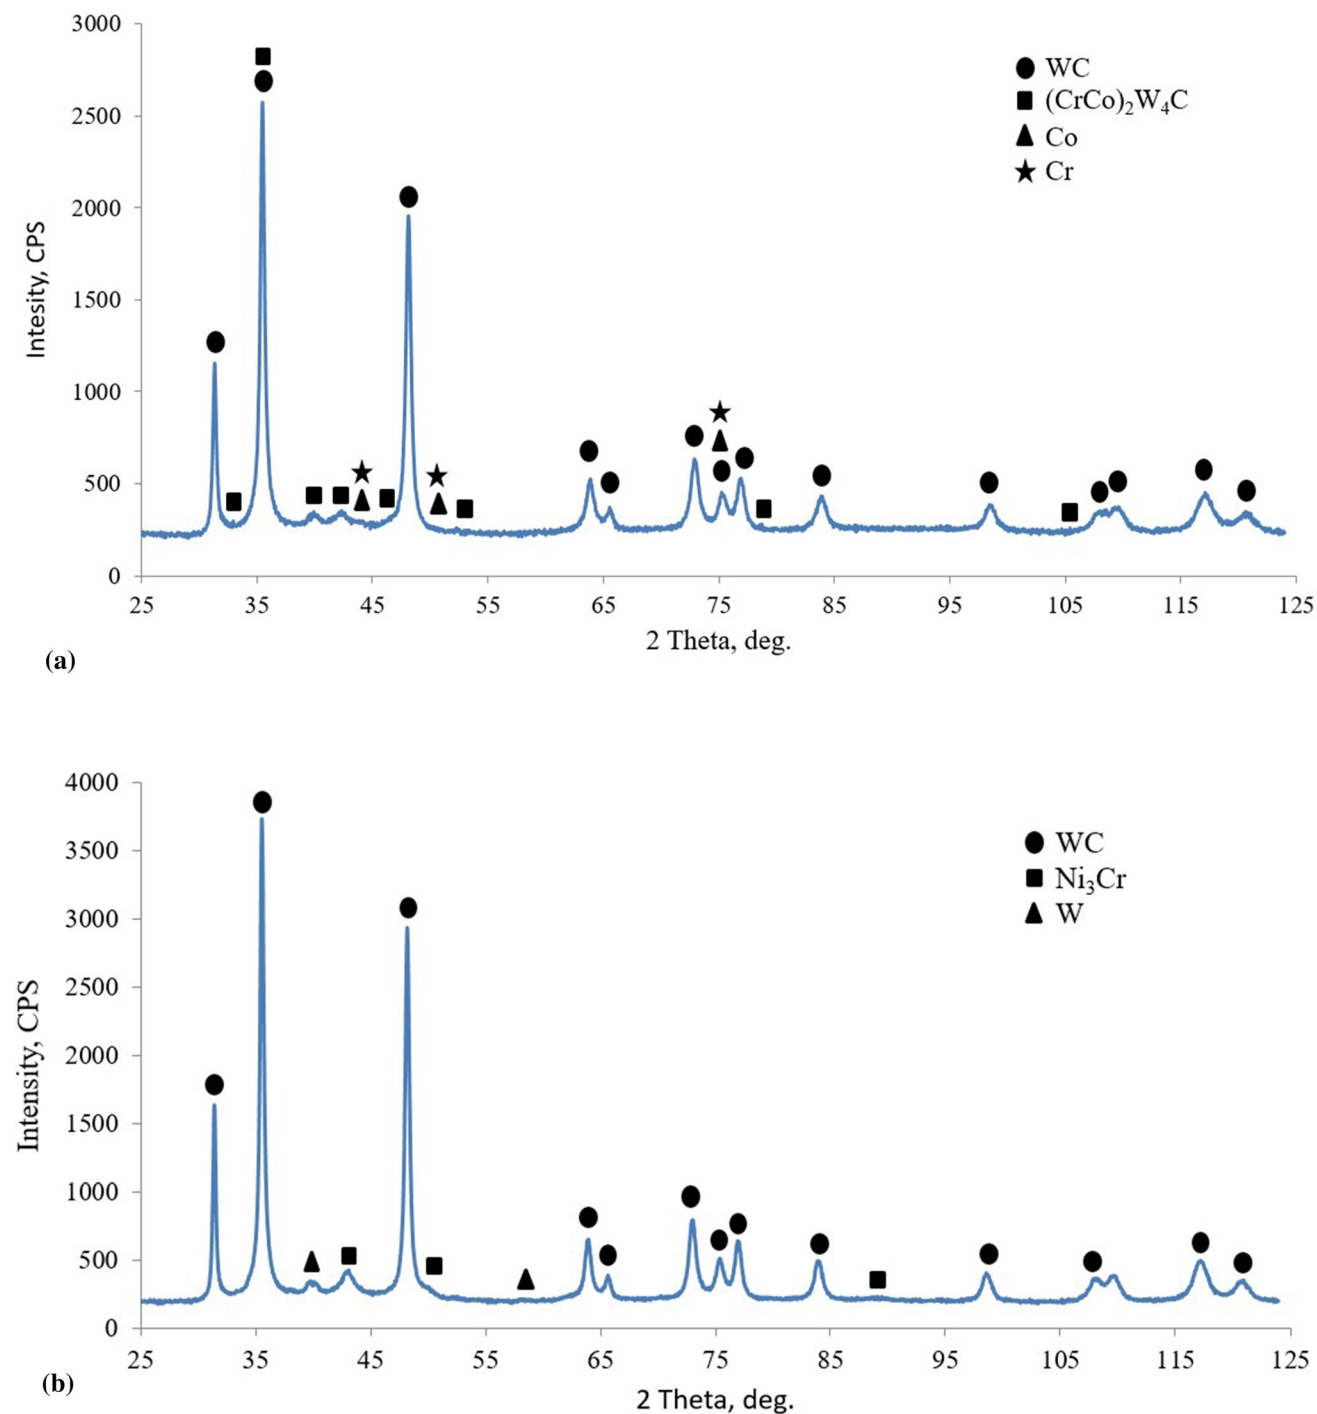 3000
2500
2000
1500
1000
500
0
Intesity, CPS
WC
(CrCo)₂W₄C
Co
Cr
25 35 45 55 65 75 85 95 105 115 125
2 Theta, deg.
(a)
4000
3500
3000
2500
2000
1500
1000
500
0
Intensity, CPS
WC
Ni₃Cr
W
25 35 45 55 65 75 85 95 105 115 125
2 Theta, deg.
(b)